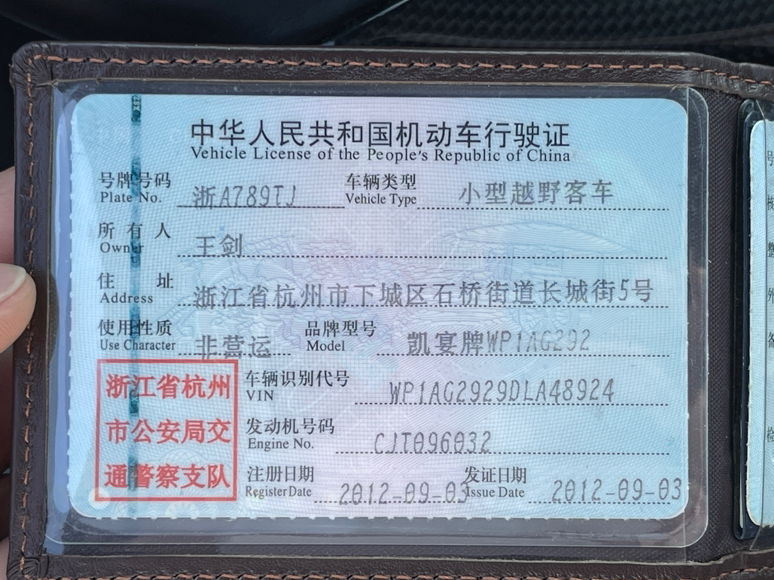 中华人民共和国机动车行驶证
Vehicle License of the People's Republic of China
号牌号码 浙A789TJ 车辆类型 小型越野客车
Plate No. Vehicle Type
所有人 王剑
Owner
住址 浙江省杭州市下城区石桥街道长城街5号
Address
使用性质 非营运 品牌型号 凯宴牌WP1AG292
Use Character Model
浙江省杭州
市公安局交
通警察支队
车辆识别代号 WP1AG2929DLA48924
VIN
发动机号码 CJT096032
Engine No.
注册日期 2012-09-03 发证日期 2012-09-03
Register Date Issue Date